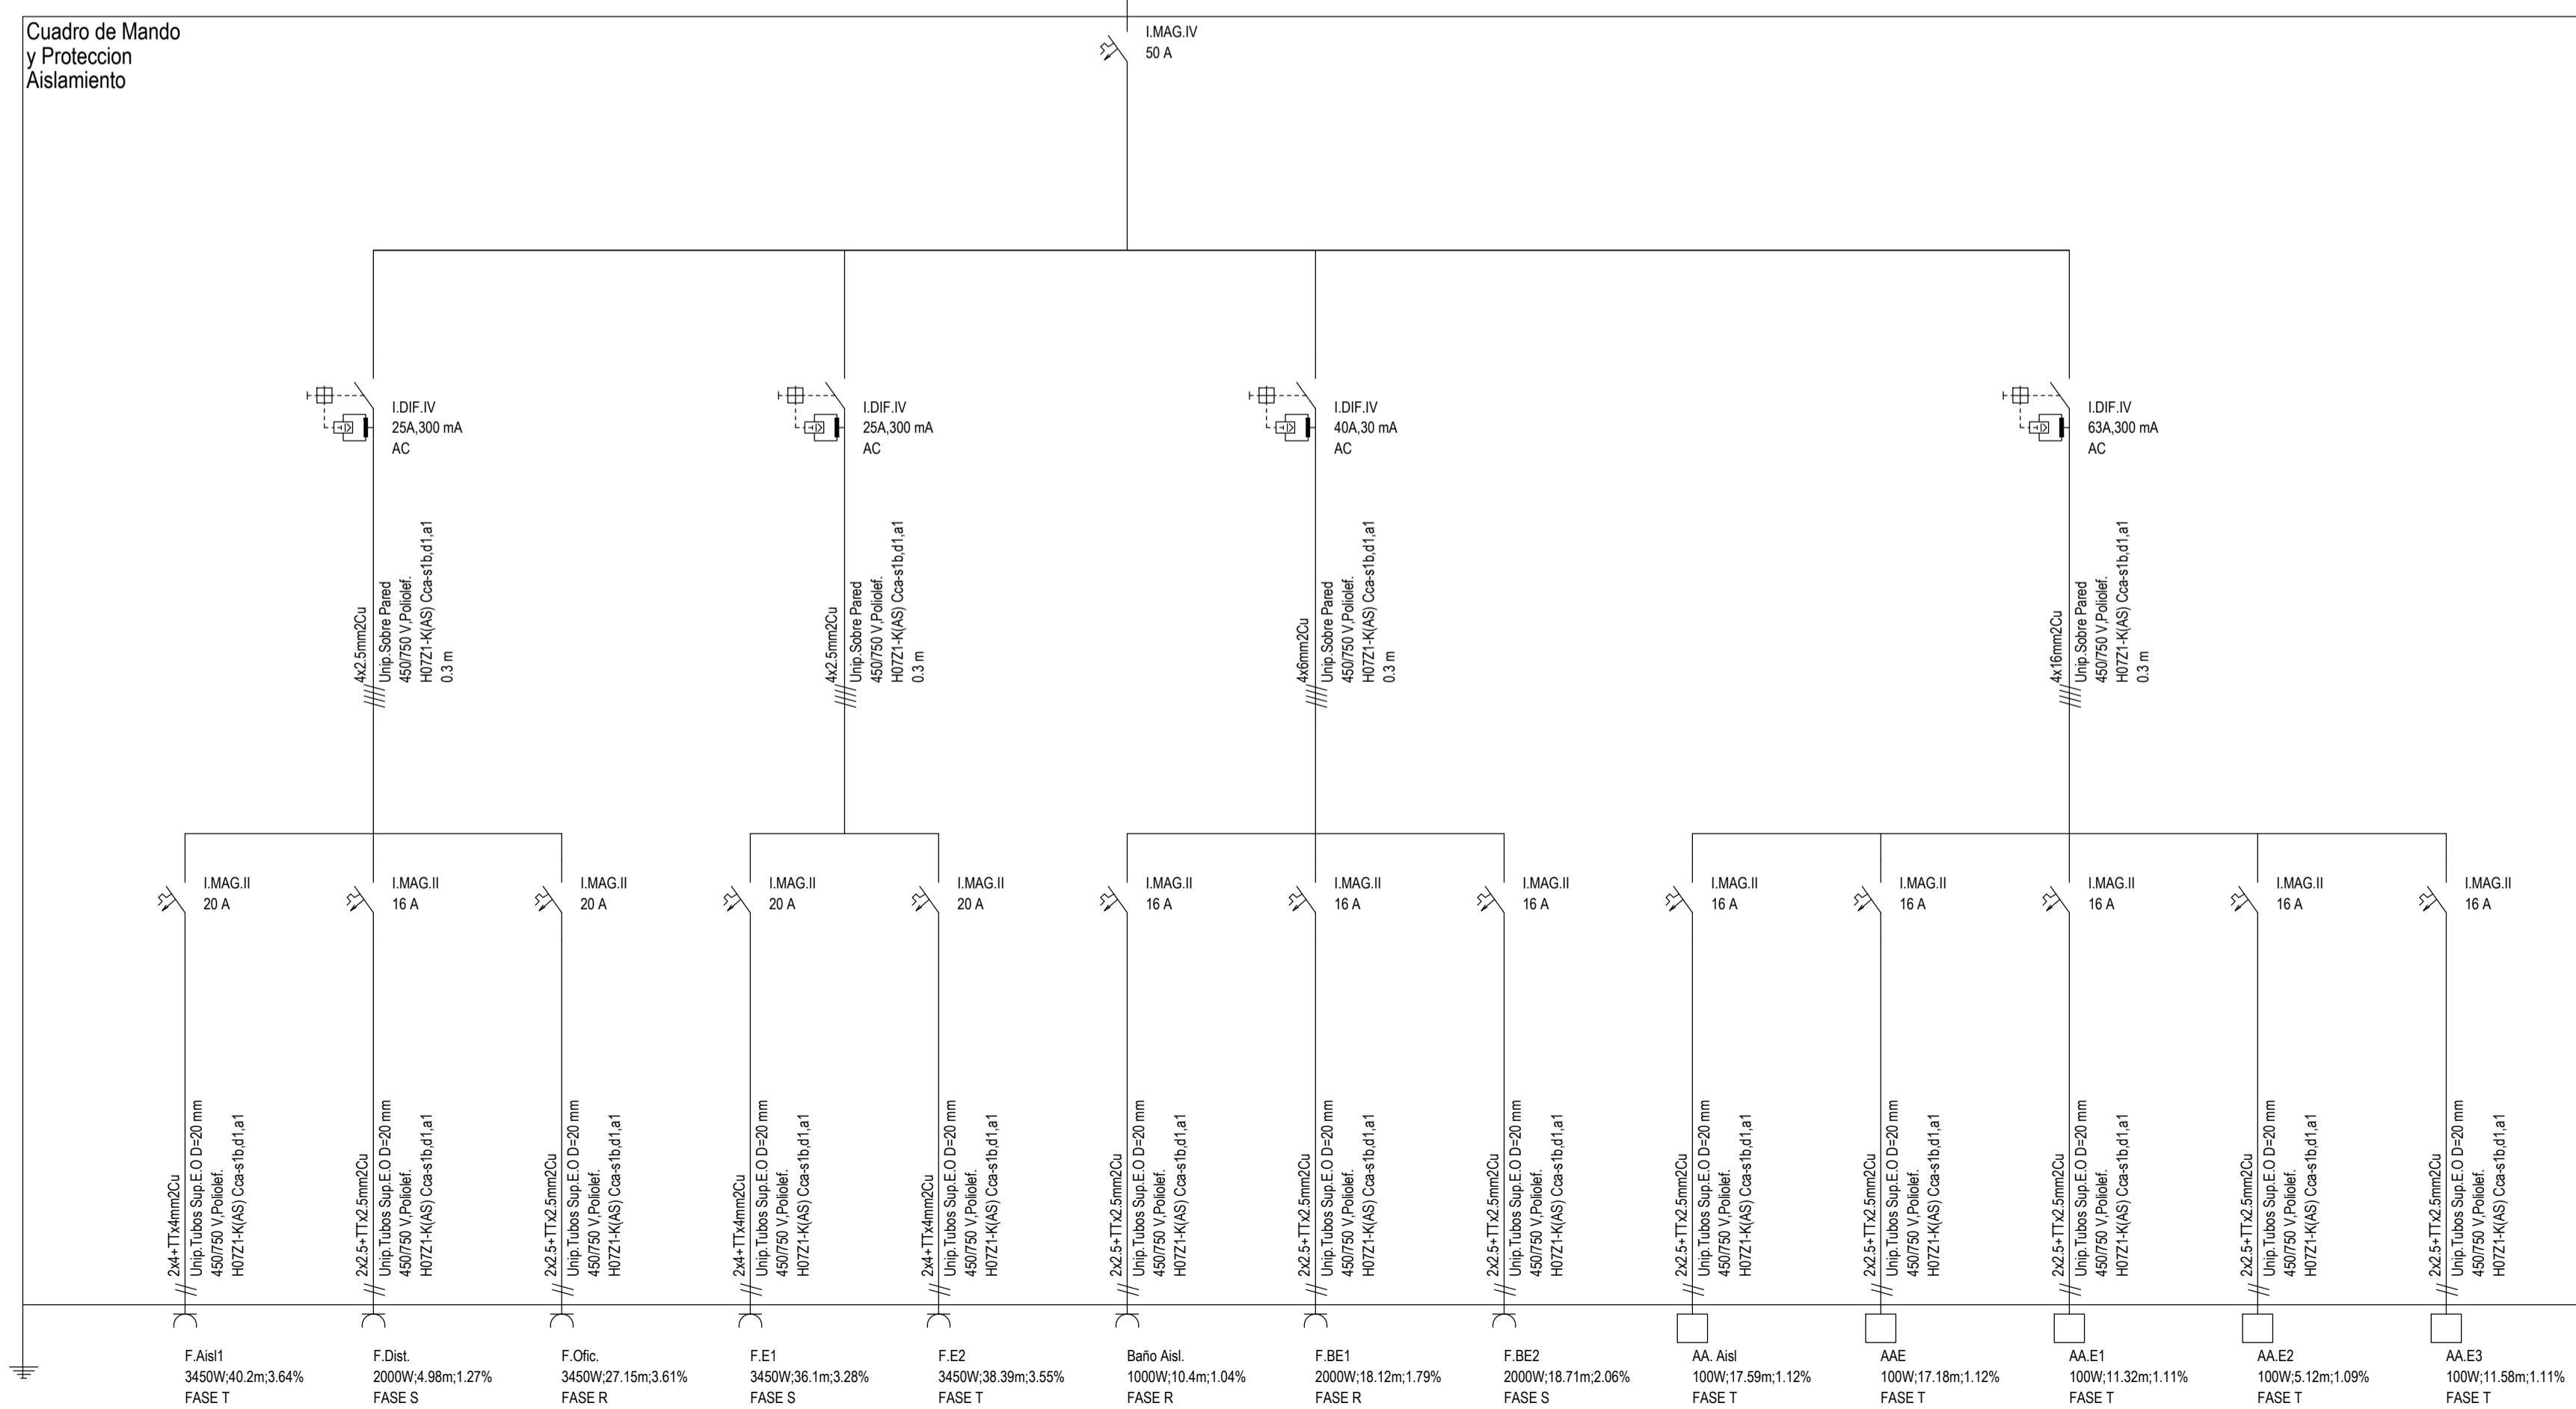 Cuadro de Mando
y Proteccion
Aislamiento
I.MAG.IV
50 A
I.DIF.IV
25A,300 mA
AC
I.DIF.IV
25A,300 mA
AC
I.DIF.IV
40A,30 mA
AC
I.DIF.IV
63A,300 mA
AC
4x2.5mm2Cu
Unip.Sobre Pared
450/750 V,Poliolef.
H07Z1-K(AS) Cca-s1b,d1,a1
0.3 m
4x2.5mm2Cu
Unip.Sobre Pared
450/750 V,Poliolef.
H07Z1-K(AS) Cca-s1b,d1,a1
0.3 m
4x6mm2Cu
Unip.Sobre Pared
450/750 V,Poliolef.
H07Z1-K(AS) Cca-s1b,d1,a1
0.3 m
4x16mm2Cu
Unip.Sobre Pared
450/750 V,Poliolef.
H07Z1-K(AS) Cca-s1b,d1,a1
0.3 m
I.MAG.II
20 A
I.MAG.II
16 A
I.MAG.II
20 A
I.MAG.II
20 A
I.MAG.II
20 A
I.MAG.II
16 A
I.MAG.II
16 A
I.MAG.II
16 A
I.MAG.II
16 A
I.MAG.II
16 A
I.MAG.II
16 A
I.MAG.II
16 A
I.MAG.II
16 A
2x4+TTx4mm2Cu
Unip.Tubos Sup.E.O D=20 mm
450/750 V,Poliolef.
H07Z1-K(AS) Cca-s1b,d1,a1
2x2.5+TTx2.5mm2Cu
Unip.Tubos Sup.E.O D=20 mm
450/750 V,Poliolef.
H07Z1-K(AS) Cca-s1b,d1,a1
2x2.5+TTx2.5mm2Cu
Unip.Tubos Sup.E.O D=20 mm
450/750 V,Poliolef.
H07Z1-K(AS) Cca-s1b,d1,a1
2x4+TTx4mm2Cu
Unip.Tubos Sup.E.O D=20 mm
450/750 V,Poliolef.
H07Z1-K(AS) Cca-s1b,d1,a1
2x4+TTx4mm2Cu
Unip.Tubos Sup.E.O D=20 mm
450/750 V,Poliolef.
H07Z1-K(AS) Cca-s1b,d1,a1
2x2.5+TTx2.5mm2Cu
Unip.Tubos Sup.E.O D=20 mm
450/750 V,Poliolef.
H07Z1-K(AS) Cca-s1b,d1,a1
2x2.5+TTx2.5mm2Cu
Unip.Tubos Sup.E.O D=20 mm
450/750 V,Poliolef.
H07Z1-K(AS) Cca-s1b,d1,a1
2x2.5+TTx2.5mm2Cu
Unip.Tubos Sup.E.O D=20 mm
450/750 V,Poliolef.
H07Z1-K(AS) Cca-s1b,d1,a1
2x2.5+TTx2.5mm2Cu
Unip.Tubos Sup.E.O D=20 mm
450/750 V,Poliolef.
H07Z1-K(AS) Cca-s1b,d1,a1
2x2.5+TTx2.5mm2Cu
Unip.Tubos Sup.E.O D=20 mm
450/750 V,Poliolef.
H07Z1-K(AS) Cca-s1b,d1,a1
2x2.5+TTx2.5mm2Cu
Unip.Tubos Sup.E.O D=20 mm
450/750 V,Poliolef.
H07Z1-K(AS) Cca-s1b,d1,a1
2x2.5+TTx2.5mm2Cu
Unip.Tubos Sup.E.O D=20 mm
450/750 V,Poliolef.
H07Z1-K(AS) Cca-s1b,d1,a1
2x2.5+TTx2.5mm2Cu
Unip.Tubos Sup.E.O D=20 mm
450/750 V,Poliolef.
H07Z1-K(AS) Cca-s1b,d1,a1
F.Aisl1
3450W;40.2m;3.64%
FASE T
F.Dist.
2000W;4.98m;1.27%
FASE S
F.Ofic.
3450W;27.15m;3.61%
FASE R
F.E1
3450W;36.1m;3.28%
FASE S
F.E2
3450W;38.39m;3.55%
FASE T
Baño Aisl.
1000W;10.4m;1.04%
FASE R
F.BE1
2000W;18.12m;1.79%
FASE R
F.BE2
2000W;18.71m;2.06%
FASE S
AA. Aisl
100W;17.59m;1.12%
FASE T
AAE
100W;17.18m;1.12%
FASE T
AA.E1
100W;11.32m;1.11%
FASE T
AA.E2
100W;5.12m;1.09%
FASE T
AA.E3
100W;11.58m;1.11%
FASE T